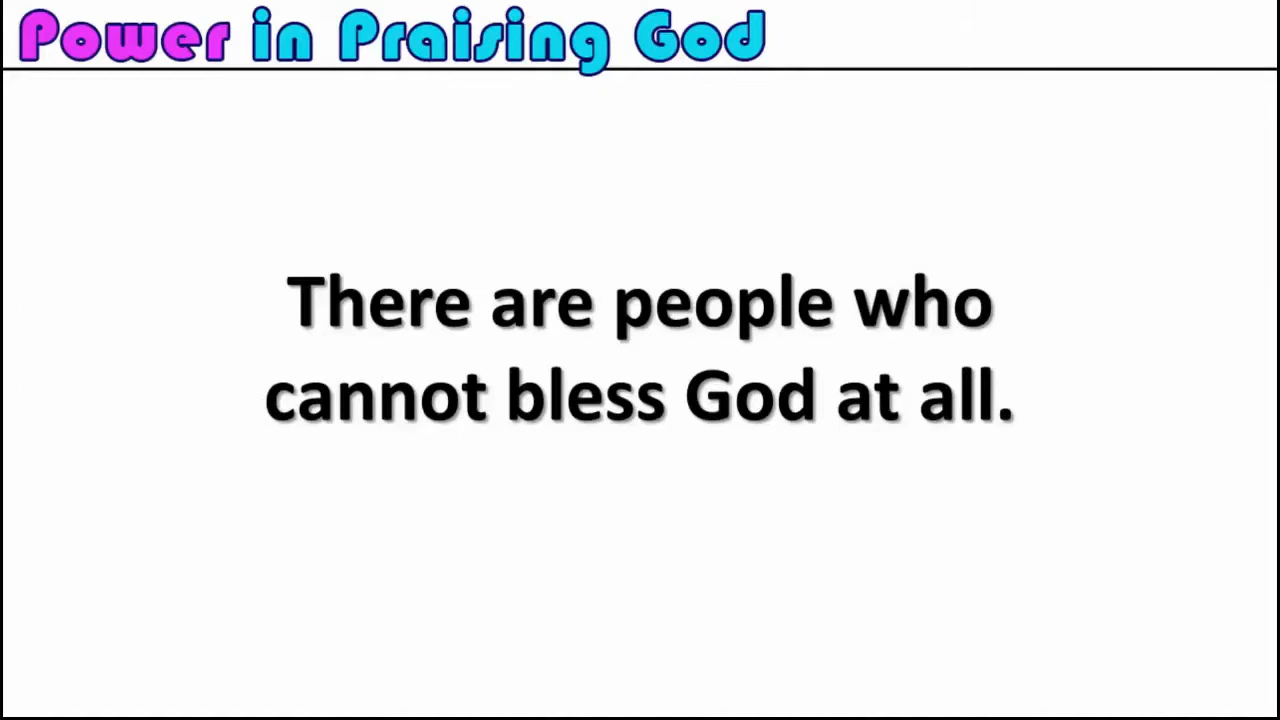 Power in Praising God
There are people who
cannot bless God at all.